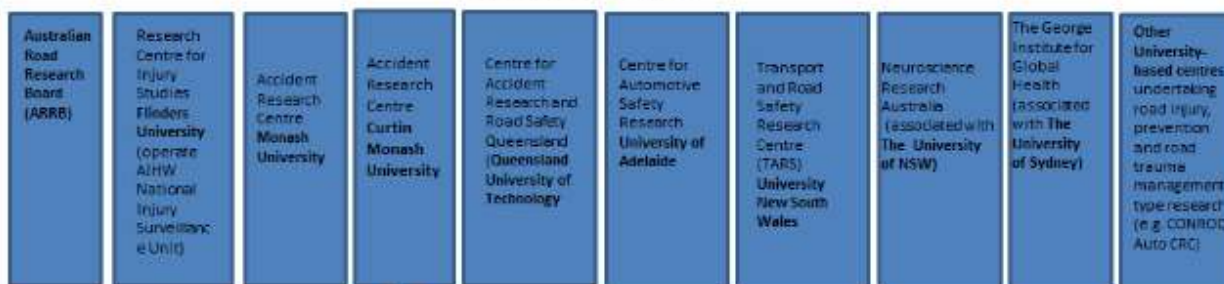 Australian
Road
Research
Board
(ARRB)
Research
Centre for
Injury
Studies
Flinders
University
(operate
AIHW
National
Injury
Surveillanc
e Unit)
Accident
Research
Centre
Monash
University
Accident
Research
Centre
Curtin
Monash
University
Centre for
Accident
Research and
Road Safety
Queensland
(Queensland
University of
Technology
Centre for
Automotive
Safety
Research
University of
Adelaide
Transport
and Road
Safety
Research
Centre
(TARS)
University
New South
Wales
Neuroscience
Research
Australia
(associated with
The University
of NSW)
The George
Institute for
Global
Health
(associated
with The
University
of Sydney)
Other
University-
based centres
undertaking
road injury,
prevention
and road
trauma
management
type research
(e.g. CONROD,
Auto CRC)